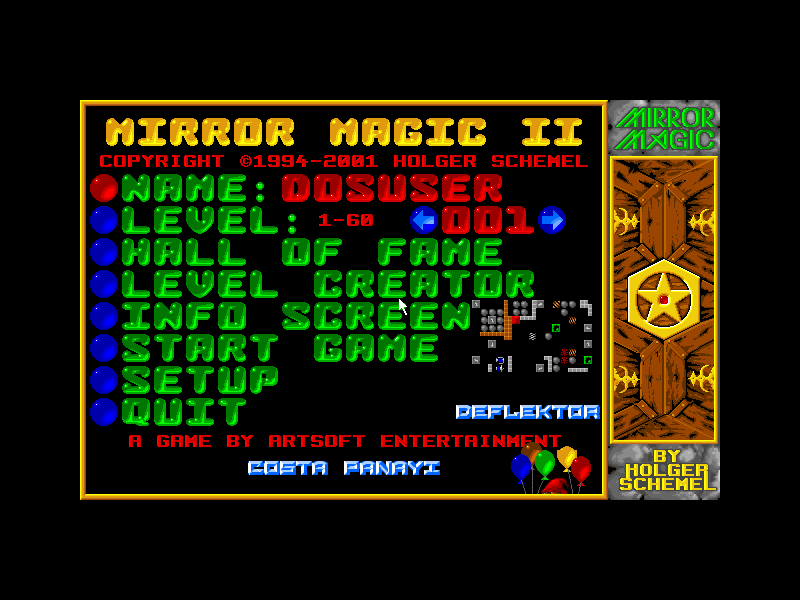 MIRROR MAGIC II
COPYRIGHT ©1994-2001 HOLGER SCHEMEL
NAME: DOSUSER
LEVEL: 1-60 001
HALL OF FAME
LEVEL CREATOR
INFO SCREEN
START GAME
SETUP
QUIT
DEFLEKTOR
A GAME BY ARTSOFT ENTERTAINMENT
COSTA PANAYI
MIRROR
MAGIC
BY
HOLGER
SCHEMEL